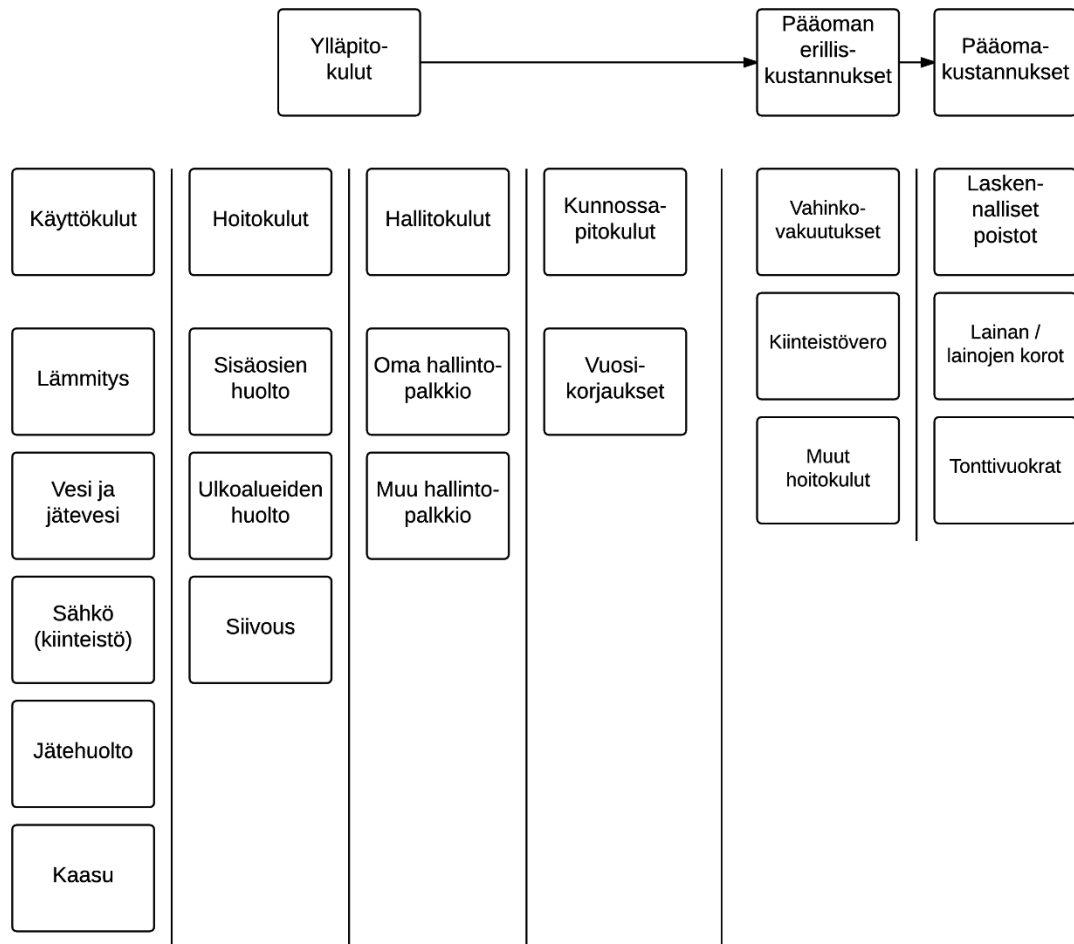 Ylläpito-
kulut
Pääoman
erillis-
kustannukset
Pääoma-
kustannukset
Käyttökulut
Hoitokulut
Hallitokulut
Kunnossa-
pitokulut
Vahinko-
vakuutukset
Lasken-
nalliset
poistot
Kiinteistövero
Lainan /
lainojen korot
Lämmitys
Sisäosien
huolto
Oma hallinto-
palkkio
Vuosi-
korjaukset
Muut
hoitokulut
Tonttivuokrat
Vesi ja
jätevesi
Ulkoalueiden
huolto
Muu hallinto-
palkkio
Sähkö
(kiinteistö)
Siivous
Jätehuolto
Kaasu